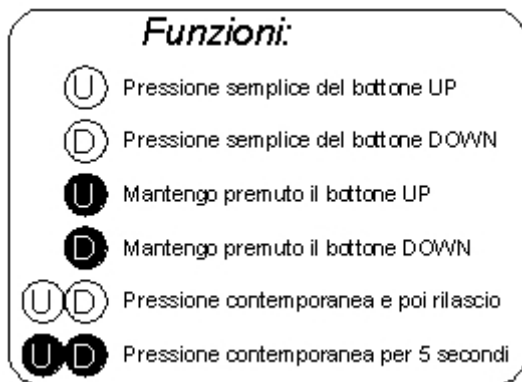 Funzioni:
U Pressione semplice del bottone UP
D Pressione semplice del bottone DOWN
U Mantengo premuto il bottone UP
D Mantengo premuto il bottone DOWN
U D Pressione contemporanea e poi rilascio
U D Pressione contemporanea per 5 secondi